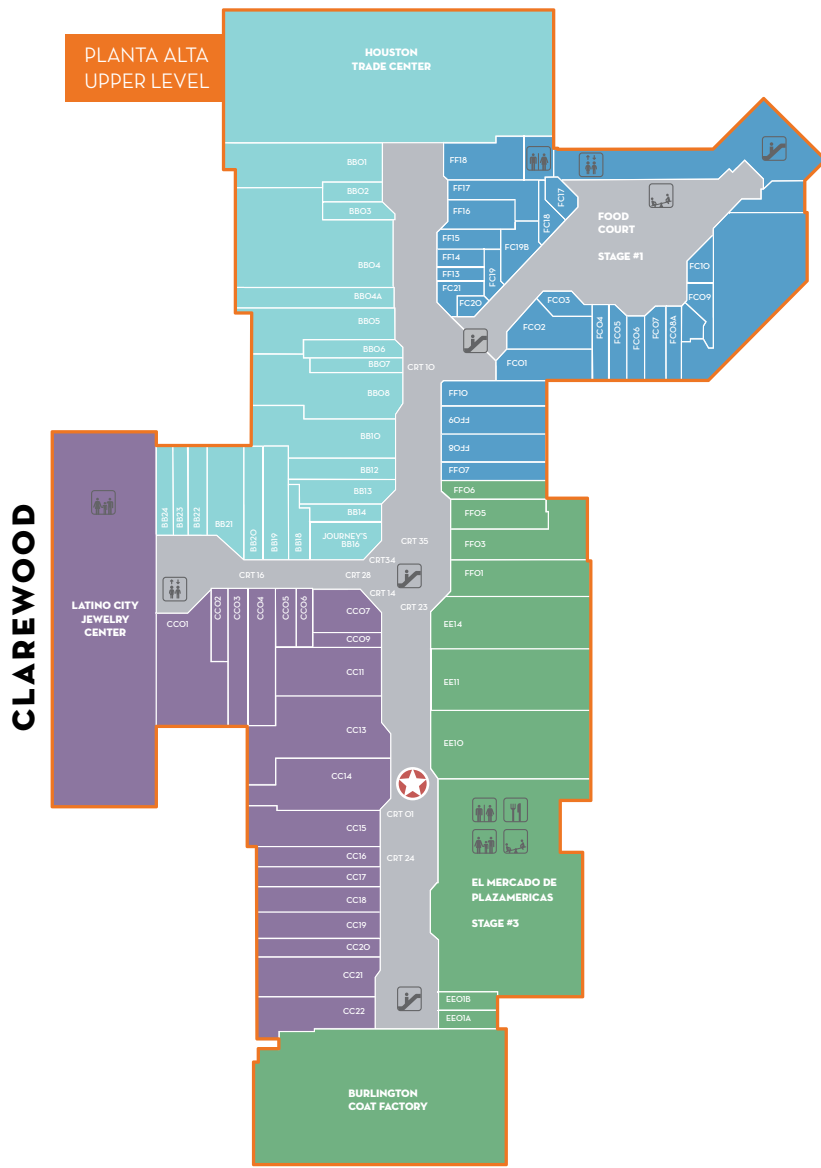 PLANTA ALTA
UPPER LEVEL
HOUSTON
TRADE CENTER
BB01
BB02
BB03
BB04
BB04A
BB05
BB06
BB07
BB08
BB10
BB12
BB13
BB14
JOURNEY'S
BB16
BB18
BB19
BB20
BB21
BB22
BB23
BB24
FF18
FF17
FF16
FF15
FF14
FF13
FC21
FC20
FC19
FC19B
FC18
FC17
FOOD
COURT
STAGE #1
FC10
FC09
FC08A
FC07
FC06
FC05
FC04
FC03
FC02
FC01
CRT 10
FF10
FF09
FF08
FF07
FF06
FF05
FF03
FF01
CRT 35
CRT34
CRT 28
CRT 16
CRT 14
CRT 23
CLAREWOOD
LATINO CITY
JEWELRY
CENTER
CC01
CC02
CC03
CC04
CC05
CC06
CC07
CC09
CC11
CC13
CC14
CC15
CC16
CC17
CC18
CC19
CC20
CC21
CC22
EE14
EE11
EE10
CRT 01
CRT 24
EL MERCADO DE
PLAZAMERICAS
STAGE #3
EE01B
EE01A
BURLINGTON
COAT FACTORY